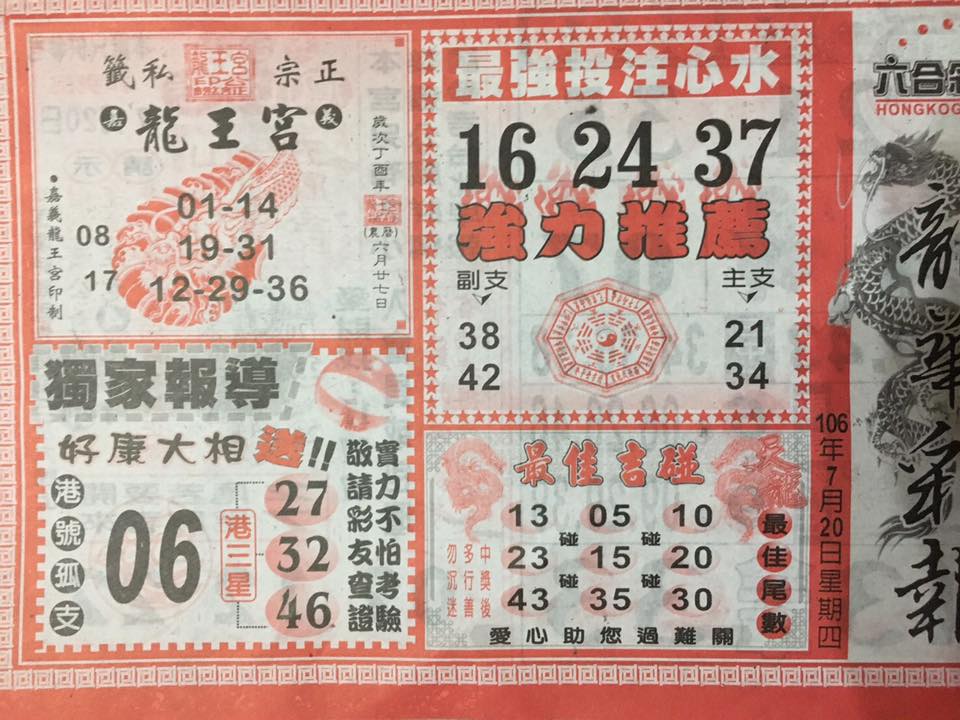 正宗 私籤
嘉 龍王宮 義
歲次丁酉年
(農曆)
六月廿七日
01-14
08 19-31
17 12-29-36
•嘉義龍王宮印制
最強投注心水
16 24 37
強力推薦
副支 主支
38 21
42 34
獨家報導
好康大相送!!
港號孤支
06
港三星
27
32
46
實力不怕考驗
敬請彩友查證
最佳吉碰
天龍
13 05 10
碰 碰
23 15 20
碰 碰
43 35 30
中獎後
多行善
勿沉迷
最佳尾數
愛心助您過難關
106年7月20日星期四
六合
HONGKO